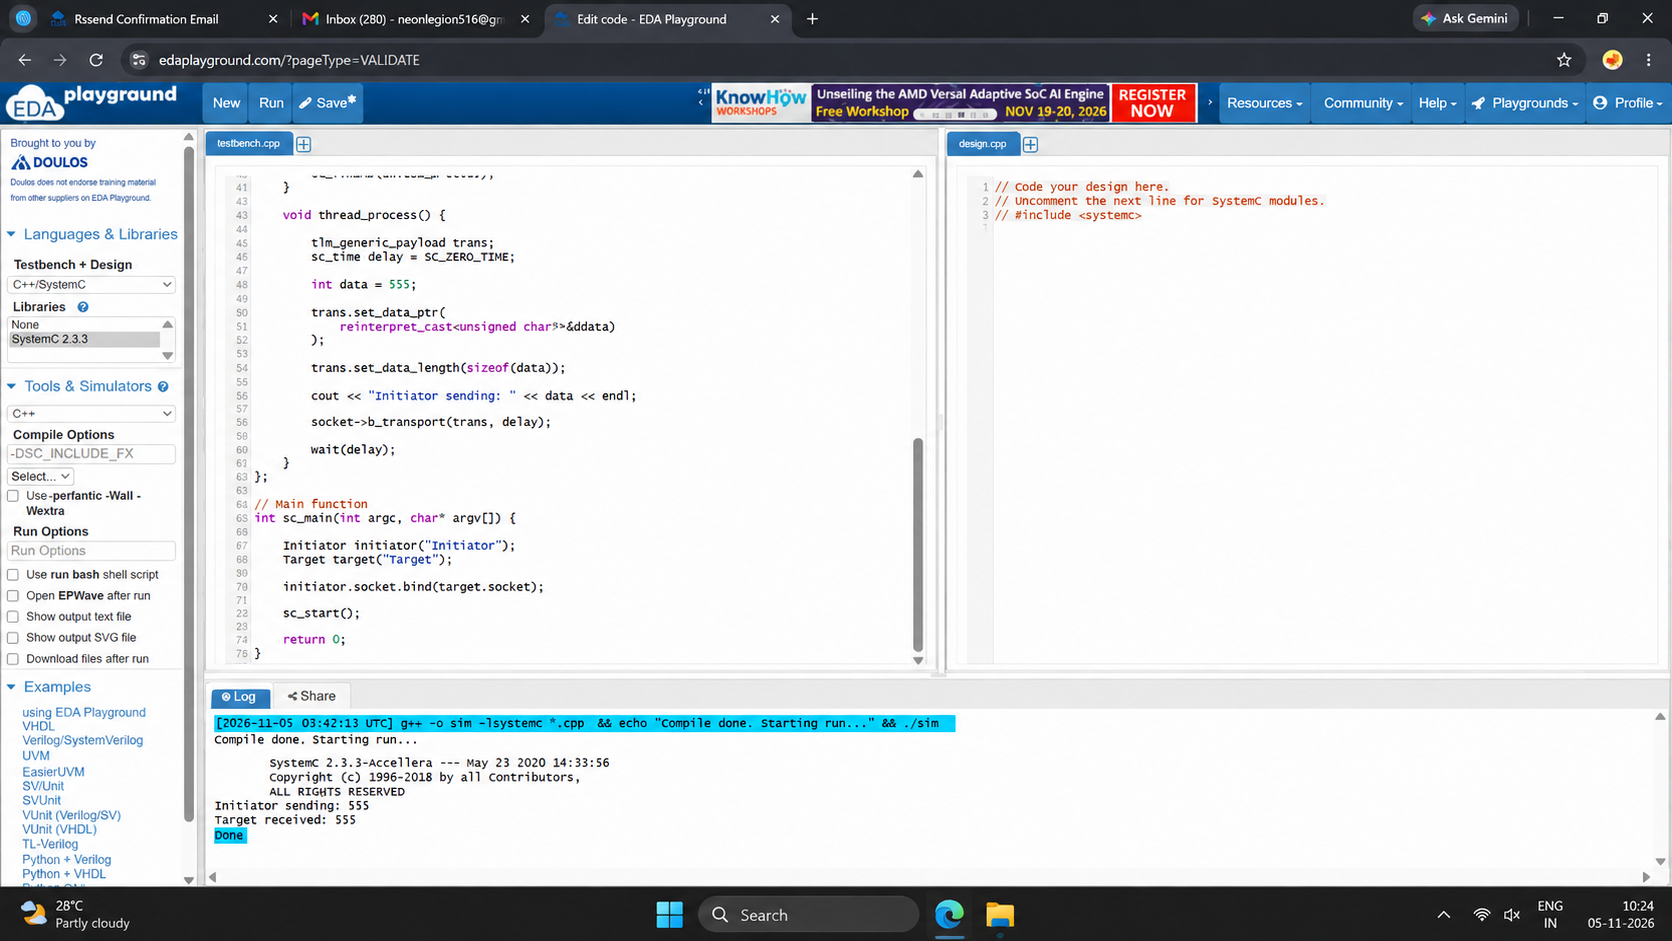 Rssend Confirmation Email
Inbox (280) - neonlegion516@gm
Edit code - EDA Playground
Ask Gemini
edaplayground.com/?pageType=VALIDATE
EDA playground
New
Run
Save*
KnowHow WORKSHOPS
Unseiling the AMD Versal Adaptive SoC AI Engine
Free Workshop
NOV 19-20, 2026
REGISTER NOW
Resources
Community
Help
Playgrounds
Profile
Brought to you by
DOULOS
Doulos does not endorse training material
from other suppliers on EDA Playground.
Languages & Libraries
Testbench + Design
C++/SystemC
Libraries
None
SystemC 2.3.3
Tools & Simulators
C++
Compile Options
-DSC_INCLUDE_FX
Select...
Use -perfantic -Wall -
Wextra
Run Options
Run Options
Use run bash shell script
Open EPWave after run
Show output text file
Show output SVG file
Download files after run
Examples
using EDA Playground
VHDL
Verilog/SystemVerilog
UVM
EasierUVM
SV/Unit
SVUnit
VUnit (Verilog/SV)
VUnit (VHDL)
TL-Verilog
Python + Verilog
Python + VHDL
testbench.cpp
41 }
43 void thread_process() {
44
45 tlm_generic_payload trans;
46 sc_time delay = SC_ZERO_TIME;
47
48 int data = 555;
49
50 trans.set_data_ptr(
51 reinterpret_cast<unsigned char*>&ddata)
52 );
53
54 trans.set_data_length(sizeof(data));
55
56 cout << "Initiator sending: " << data << endl;
57
56 socket->b_transport(trans, delay);
50
60 wait(delay);
61 }
63 };
63
64 // Main function
65 int sc_main(int argc, char* argv[]) {
66
67 Initiator initiator("Initiator");
68 Target target("Target");
80
70 initiator.socket.bind(target.socket);
71
22 sc_start();
23
74 return 0;
76 }
design.cpp
1 // Code your design here.
2 // Uncomment the next line for SystemC modules.
3 // #include <systemc>
Log
Share
[2026-11-05 03:42:13 UTC] g++ -o sim -lsystemc *.cpp && echo "Compile done. Starting run..." && ./sim
Compile done. Starting run...
SystemC 2.3.3-Accellera --- May 23 2020 14:33:56
Copyright (c) 1996-2018 by all Contributors,
ALL RIGHTS RESERVED
Initiator sending: 555
Target received: 555
Done
28°C
Partly cloudy
Search
ENG
IN
10:24
05-11-2026